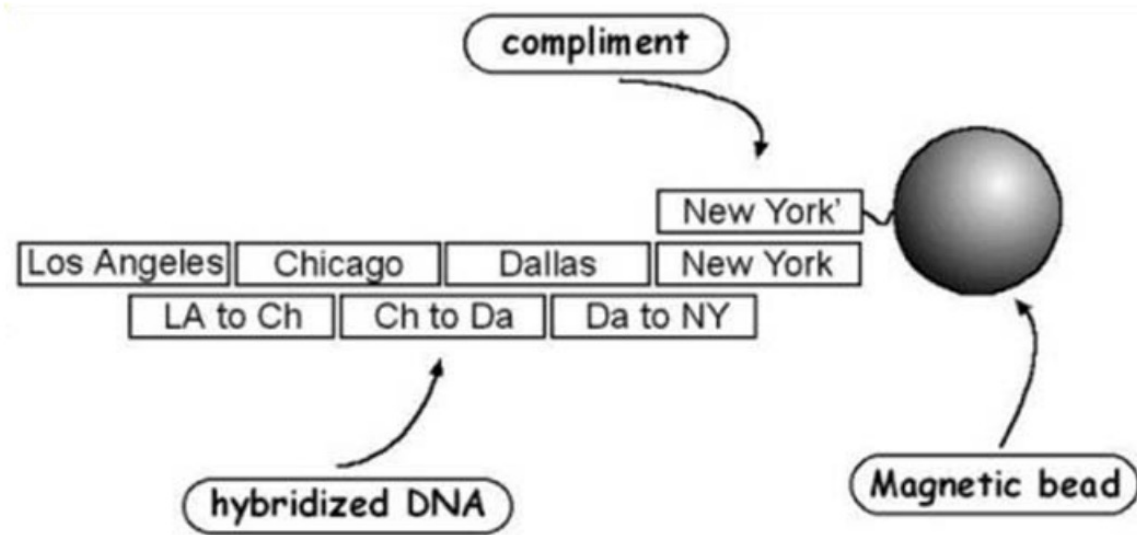 compliment
New York’
Los Angeles
Chicago
Dallas
New York
LA to Ch
Ch to Da
Da to NY
hybridized DNA
Magnetic bead